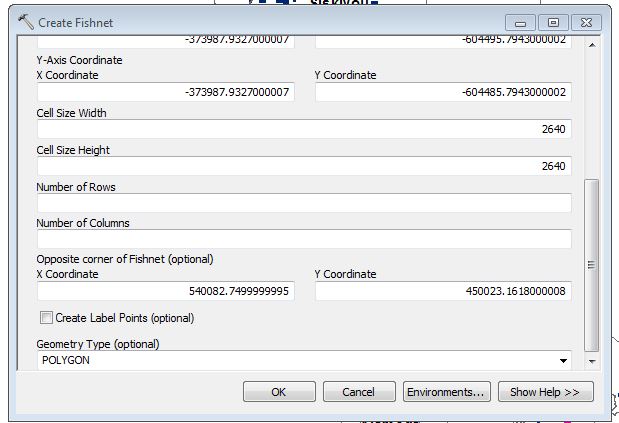 Siskiyou
Create Fishnet
-373987.9327000007 -604495.7943000002
Y-Axis Coordinate
X Coordinate Y Coordinate
-373987.9327000007 -604485.7943000002
Cell Size Width
2640
Cell Size Height
2640
Number of Rows
Number of Columns
Opposite corner of Fishnet (optional)
X Coordinate Y Coordinate
540082.7499999995 450023.1618000008
Create Label Points (optional)
Geometry Type (optional)
POLYGON
OK Cancel Environments... Show Help >>